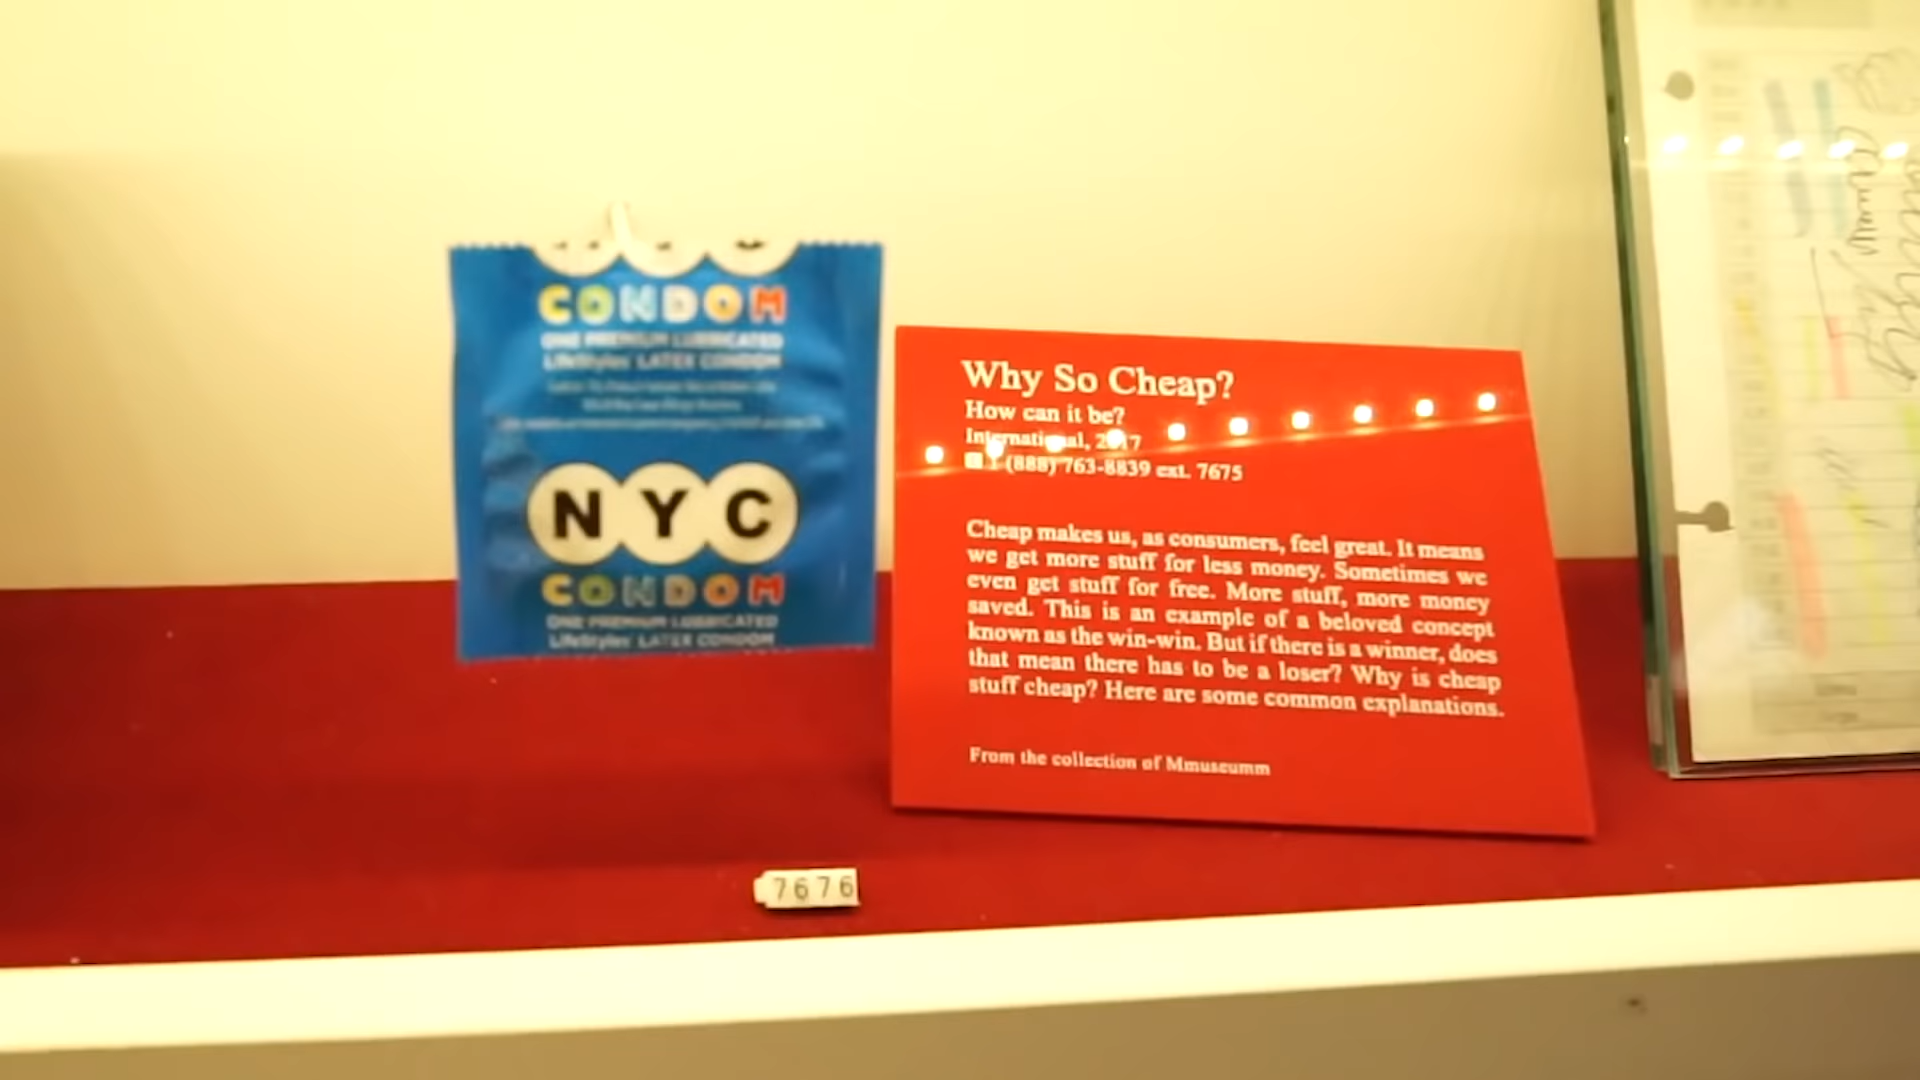 CONDOM
ONE PREMIUM LUBRICATED
LifeStyles LATEX CONDOM
NYC
CONDOM
ONE PREMIUM LUBRICATED
LifeStyles LATEX CONDOM
Why So Cheap?
How can it be?
International, 2017
(888) 763-8839 ext. 7675
Cheap makes us, as consumers, feel great. It means
we get more stuff for less money. Sometimes we
even get stuff for free. More stuff, more money
saved. This is an example of a beloved concept
known as the win-win. But if there is a winner, does
that mean there has to be a loser? Why is cheap
stuff cheap? Here are some common explanations.
From the collection of Mmuseumm
7676